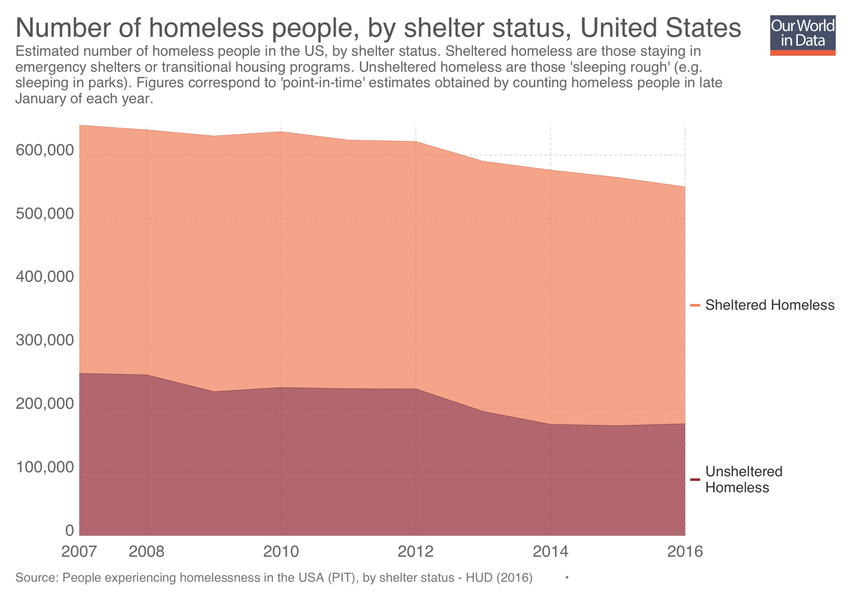 Number of homeless people, by shelter status, United States
Our World
in Data
Estimated number of homeless people in the US, by shelter status. Sheltered homeless are those staying in
emergency shelters or transitional housing programs. Unsheltered homeless are those 'sleeping rough' (e.g.
sleeping in parks). Figures correspond to 'point-in-time' estimates obtained by counting homeless people in late
January of each year.
600,000
500,000
400,000
300,000
200,000
100,000
0
Sheltered Homeless
Unsheltered
Homeless
2007 2008 2010 2012 2014 2016
Source: People experiencing homelessness in the USA (PIT), by shelter status - HUD (2016) •